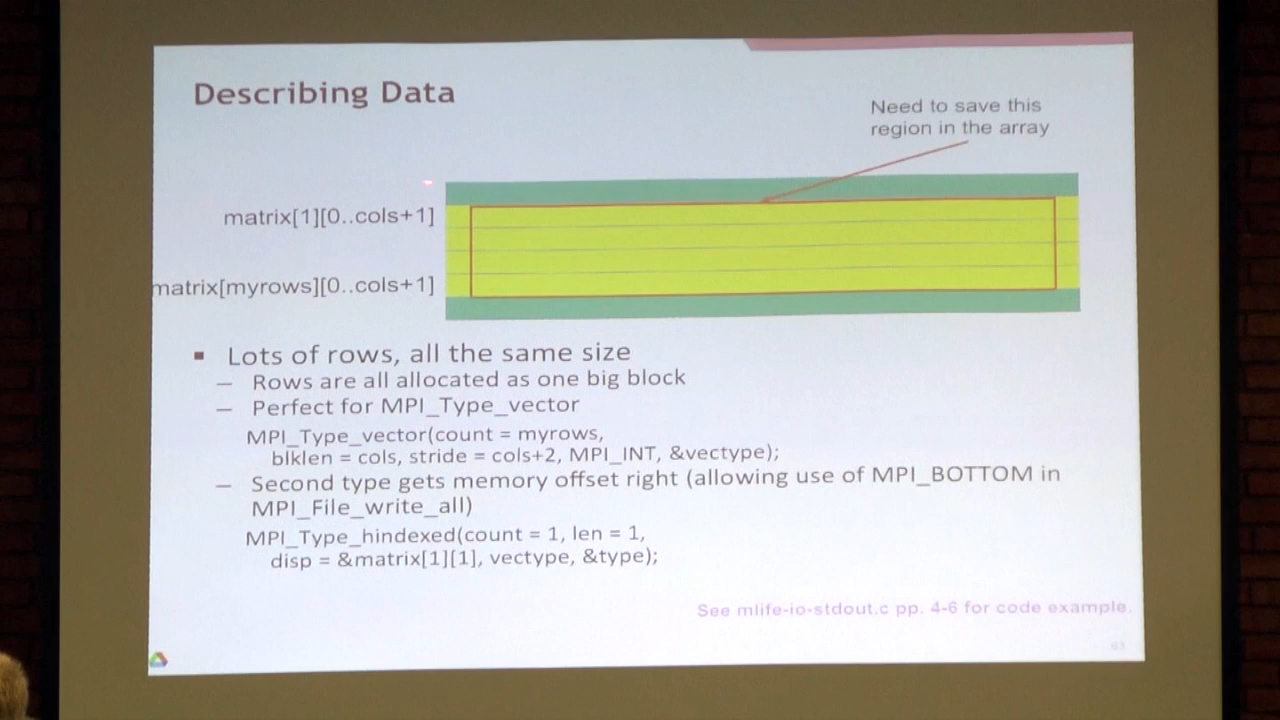 Describing Data
Need to save this
region in the array
matrix[1][0..cols+1]
matrix[myrows][0..cols+1]
▪ Lots of rows, all the same size
– Rows are all allocated as one big block
– Perfect for MPI_Type_vector
MPI_Type_vector(count = myrows,
blklen = cols, stride = cols+2, MPI_INT, &vectype);
– Second type gets memory offset right (allowing use of MPI_BOTTOM in
MPI_File_write_all)
MPI_Type_hindexed(count = 1, len = 1,
disp = &matrix[1][1], vectype, &type);
See mlife-io-stdout.c pp. 4-6 for code example.
63